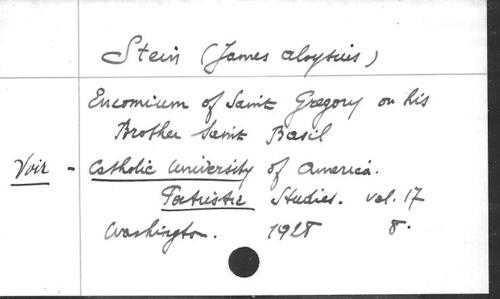 Stein (James Aloysius)
Encomium of Saint Gregory on his
Brother Saint Basil
Voir - Catholic University of America.
Patristic Studies. vol. 17
Washington. 1928 8.